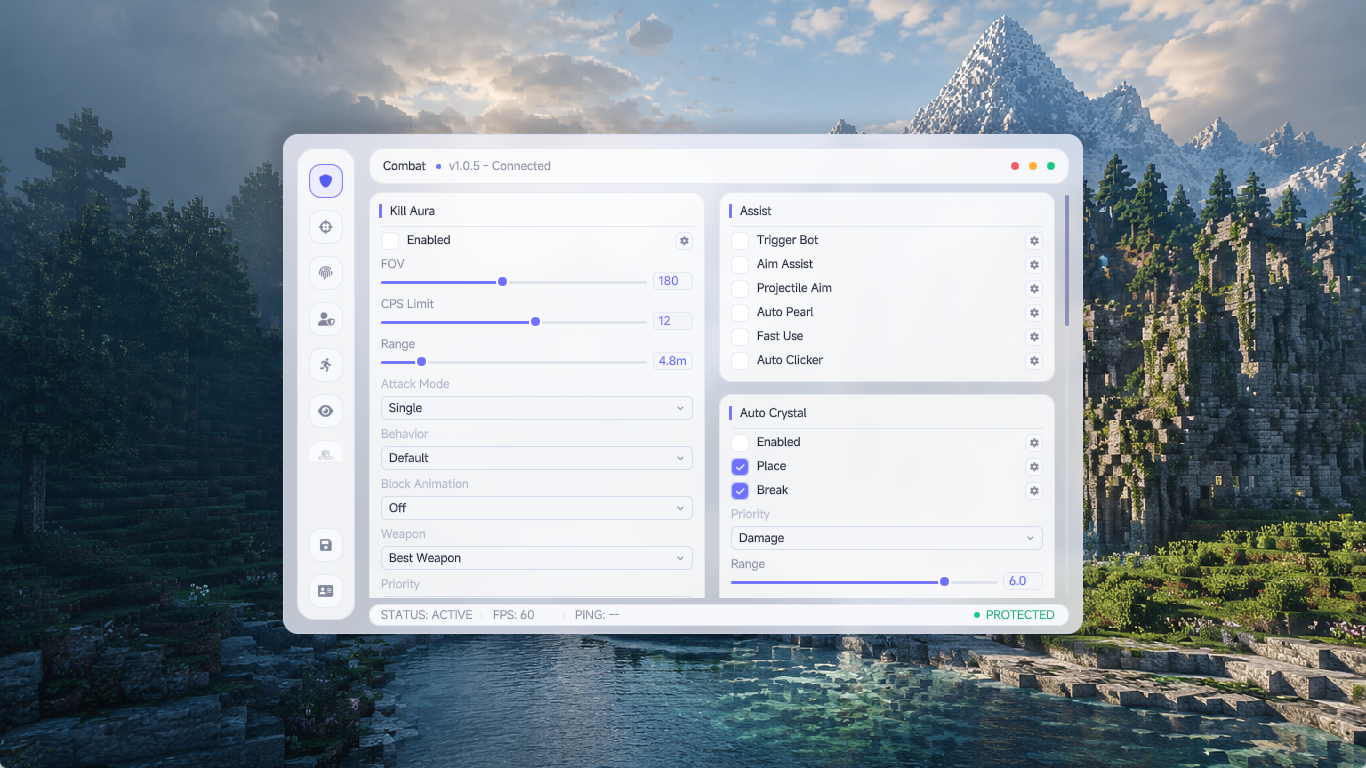 Combat v1.0.5 - Connected
Kill Aura
Enabled
FOV
180
CPS Limit
12
Range
4.8m
Attack Mode
Single
Behavior
Default
Block Animation
Off
Weapon
Best Weapon
Priority
Assist
Trigger Bot
Aim Assist
Projectile Aim
Auto Pearl
Fast Use
Auto Clicker
Auto Crystal
Enabled
Place
Break
Priority
Damage
Range
6.0
STATUS: ACTIVE FPS: 60 PING: -- PROTECTED